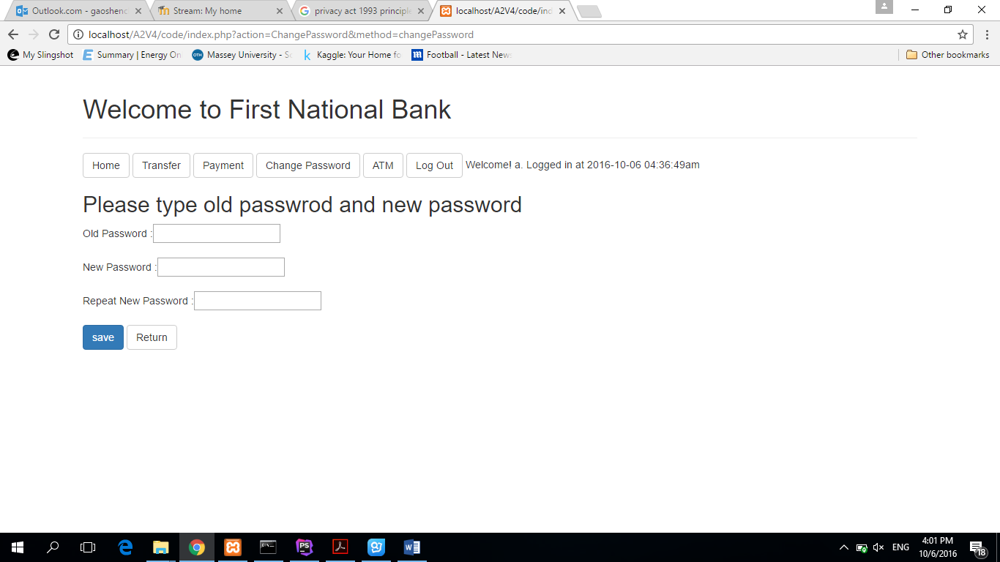 Outlook.com - gaoshenc
Stream: My home
privacy act 1993 principle
localhost/A2V4/code/ind
localhost/A2V4/code/index.php?action=ChangePassword&method=changePassword
My Slingshot Summary | Energy On Massey University - Sc Kaggle: Your Home fo Football - Latest News Other bookmarks
Welcome to First National Bank
Home Transfer Payment Change Password ATM Log Out Welcome! a. Logged in at 2016-10-06 04:36:49am
Please type old passwrod and new password
Old Password :
New Password :
Repeat New Password :
save Return
ENG
4:01 PM
10/6/2016
18